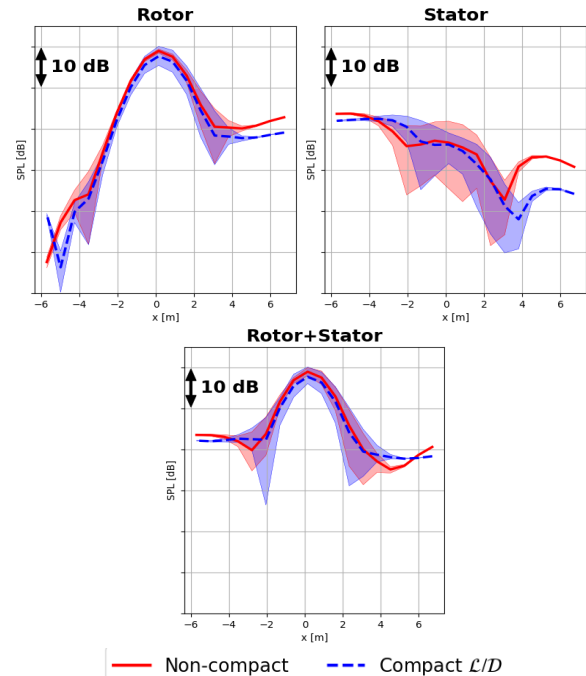 Rotor
10 dB
SPL [dB]
−6 −4 −2 0 2 4 6
x [m]
Stator
10 dB
SPL [dB]
−6 −4 −2 0 2 4 6
x [m]
Rotor+Stator
10 dB
SPL [dB]
−6 −4 −2 0 2 4 6
x [m]
Non-compact Compact ℒ/𝒟